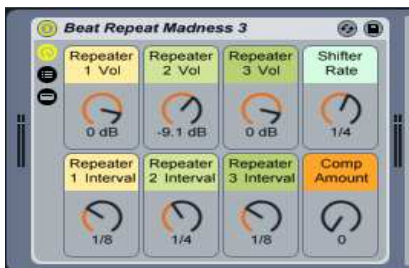 Beat Repeat Madness 3
Repeater 1 Vol
Repeater 2 Vol
Repeater 3 Vol
Shifter Rate
0 dB
-9.1 dB
0 dB
1/4
Repeater 1 Interval
Repeater 2 Interval
Repeater 3 Interval
Comp Amount
1/8
1/4
1/8
0